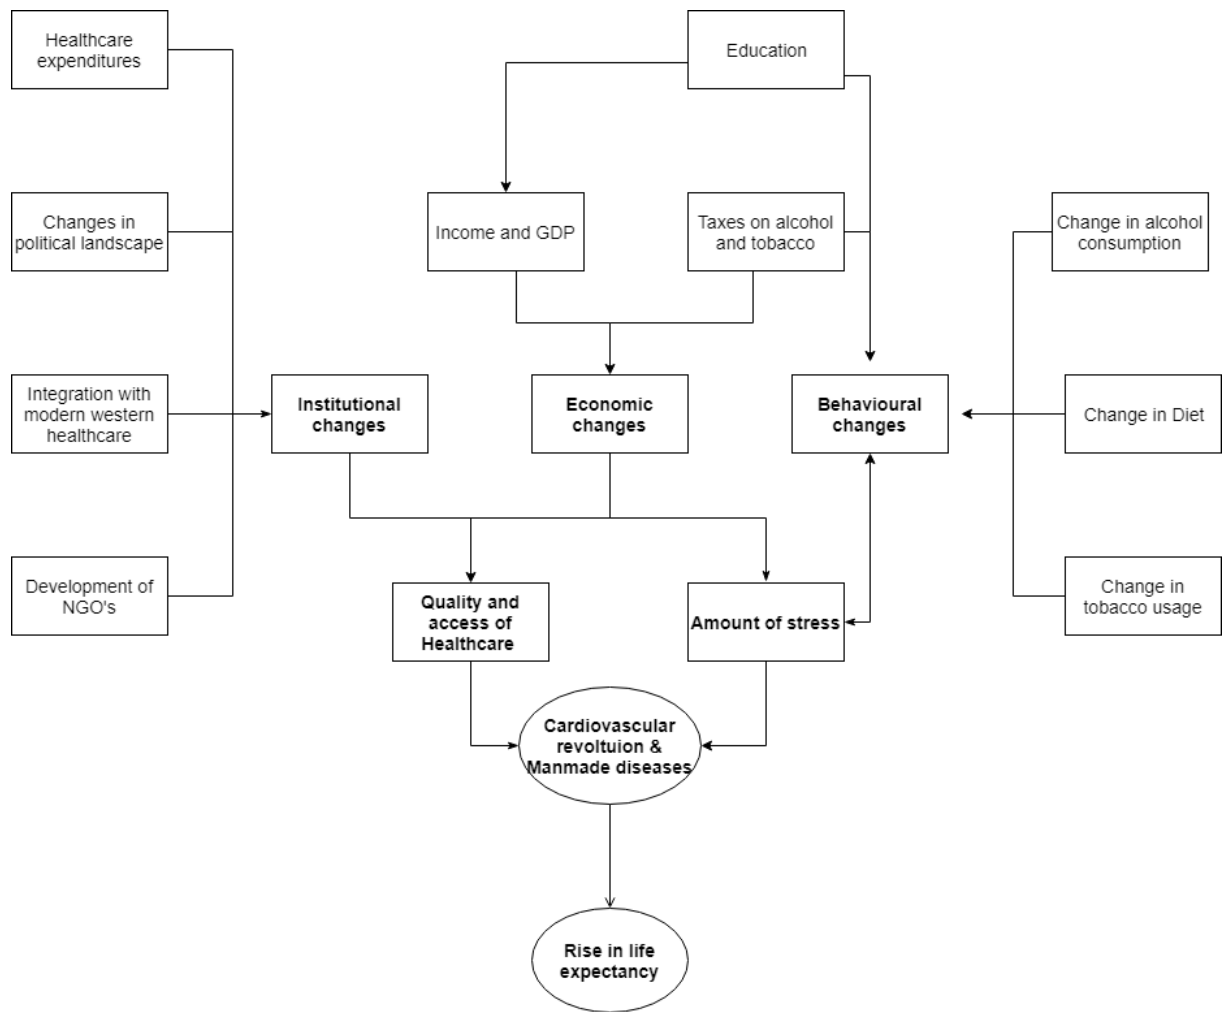 Healthcare
expenditures
Education
Changes in
political landscape
Income and GDP
Taxes on alcohol
and tobacco
Change in alcohol
consumption
Integration with
modern western
healthcare
Institutional
changes
Economic
changes
Behavioural
changes
Change in Diet
Development of
NGO's
Quality and
access of
Healthcare
Amount of stress
Change in
tobacco usage
Cardiovascular
revoltuion &
Manmade diseases
Rise in life
expectancy